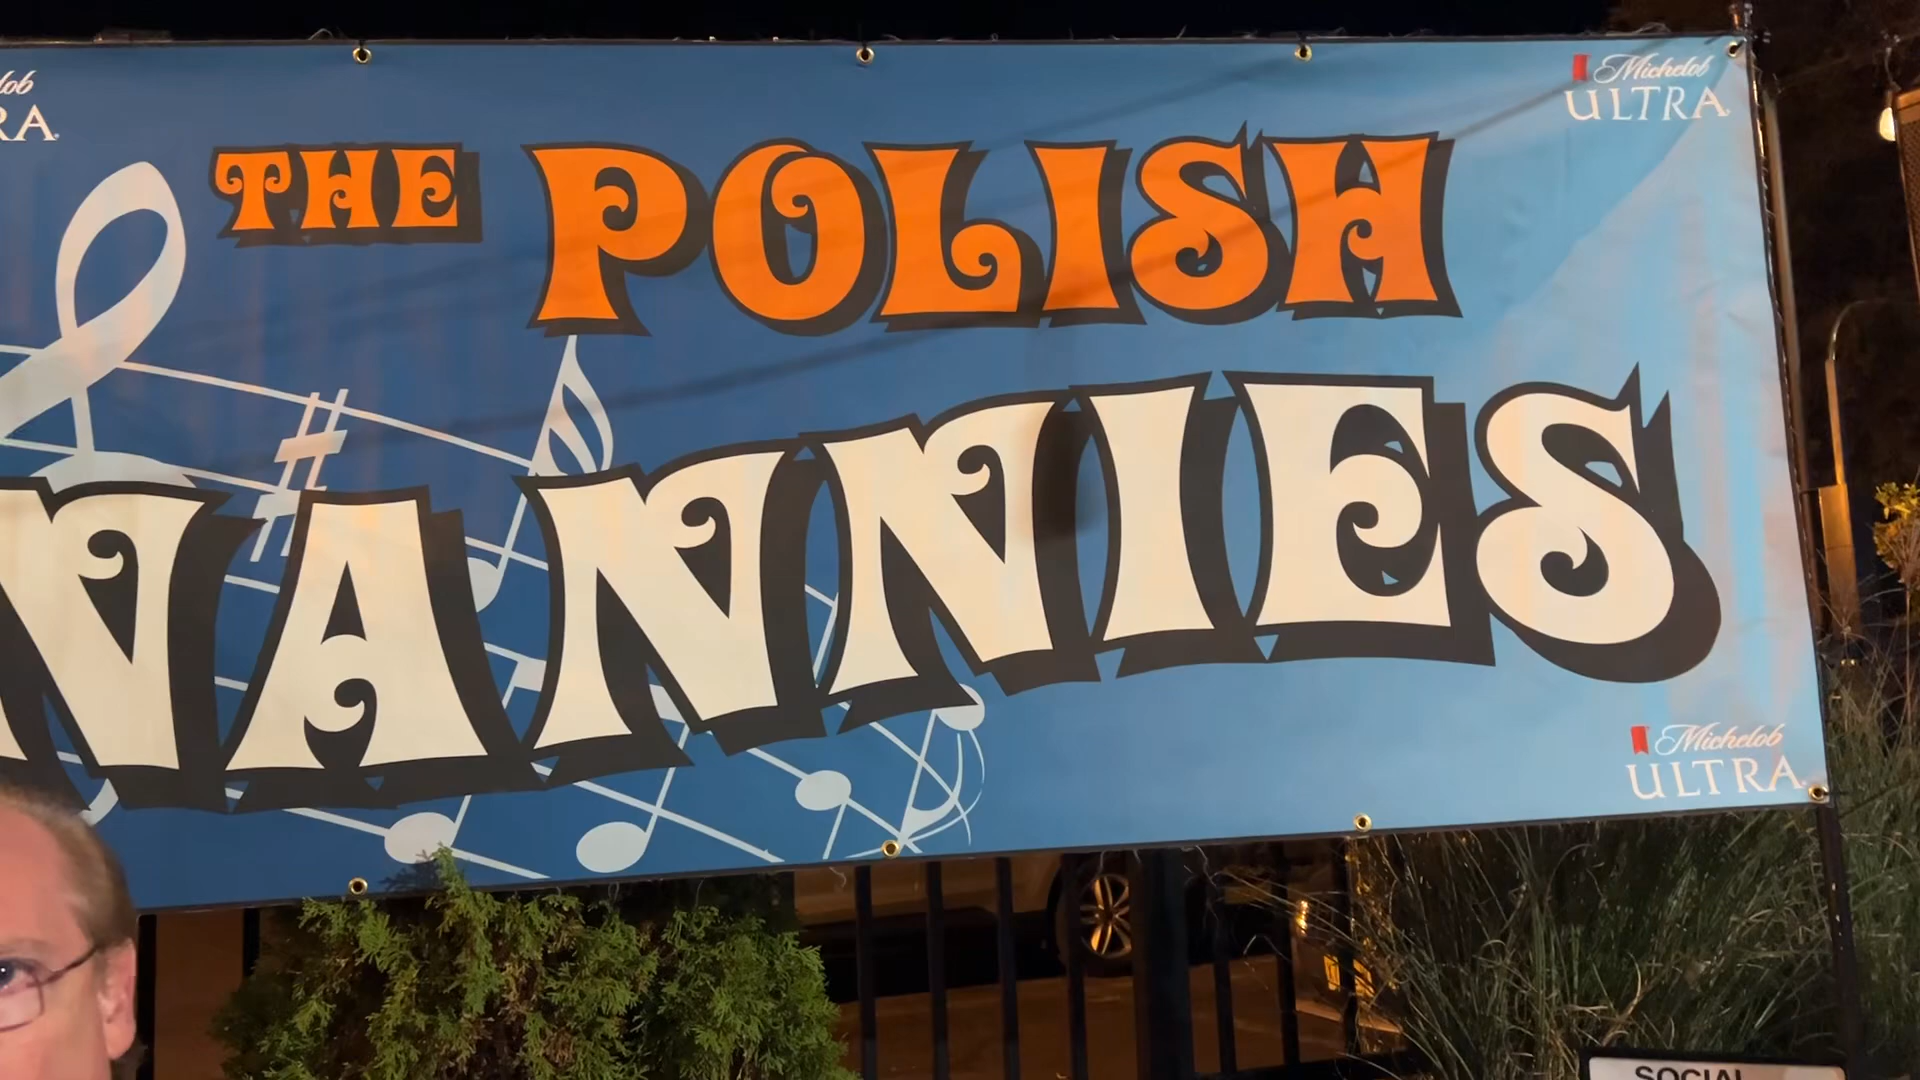 Michelob
ULTRA
THE POLISH
NANNIES
Michelob
ULTRA
SOCIAL